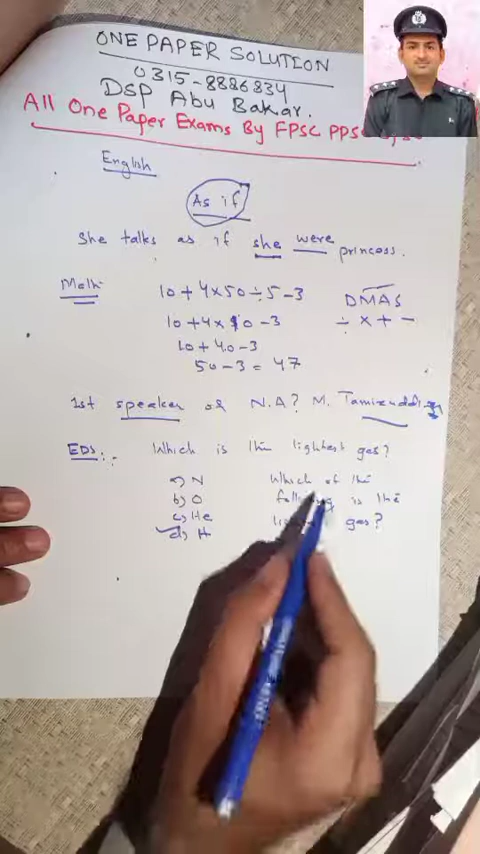 ONE PAPER SOLUTION
0315-8886834
DSP Abu Bakar.
All One Paper Exams By FPSC PPSC
English
As if
She talks as if she were princess.
Math
10 + 4 x 50 ÷ 5 - 3
10 + 4 x 10 - 3
10 + 40 - 3
50 - 3 = 47
DMAS
÷ x + -
1st speaker of N.A? M. Tamizuddin
EDS:-
Which is the lightest gas?
a) N
b) O
c) He
d) H
Which of the
following is the
gas?